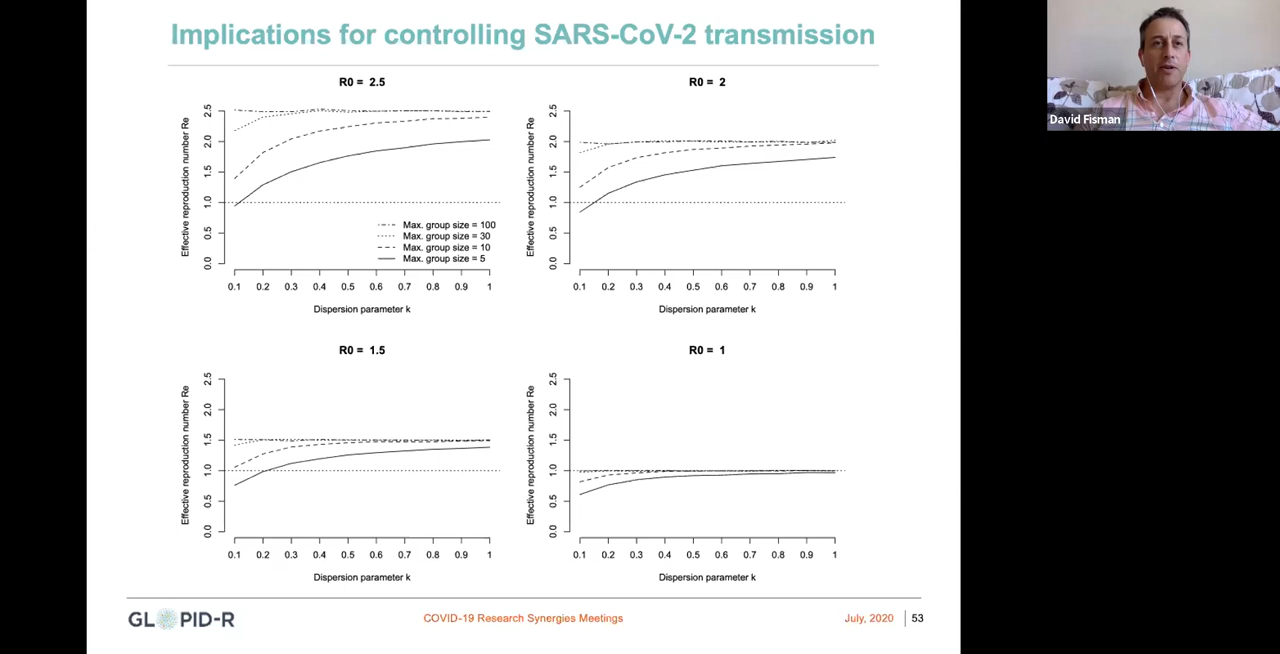 Implications for controlling SARS-CoV-2 transmission
David Fisman
R0 = 2.5
Effective reproduction number Re
2.5
2.0
1.5
1.0
0.5
0.0
Max. group size = 100
Max. group size = 30
Max. group size = 10
Max. group size = 5
0.1 0.2 0.3 0.4 0.5 0.6 0.7 0.8 0.9 1
Dispersion parameter k
R0 = 2
Effective reproduction number Re
2.5
2.0
1.5
1.0
0.5
0.0
0.1 0.2 0.3 0.4 0.5 0.6 0.7 0.8 0.9 1
Dispersion parameter k
R0 = 1.5
Effective reproduction number Re
2.5
2.0
1.5
1.0
0.5
0.0
0.1 0.2 0.3 0.4 0.5 0.6 0.7 0.8 0.9 1
Dispersion parameter k
R0 = 1
Effective reproduction number Re
2.5
2.0
1.5
1.0
0.5
0.0
0.1 0.2 0.3 0.4 0.5 0.6 0.7 0.8 0.9 1
Dispersion parameter k
GLOPID-R
COVID-19 Research Synergies Meetings
July, 2020
53